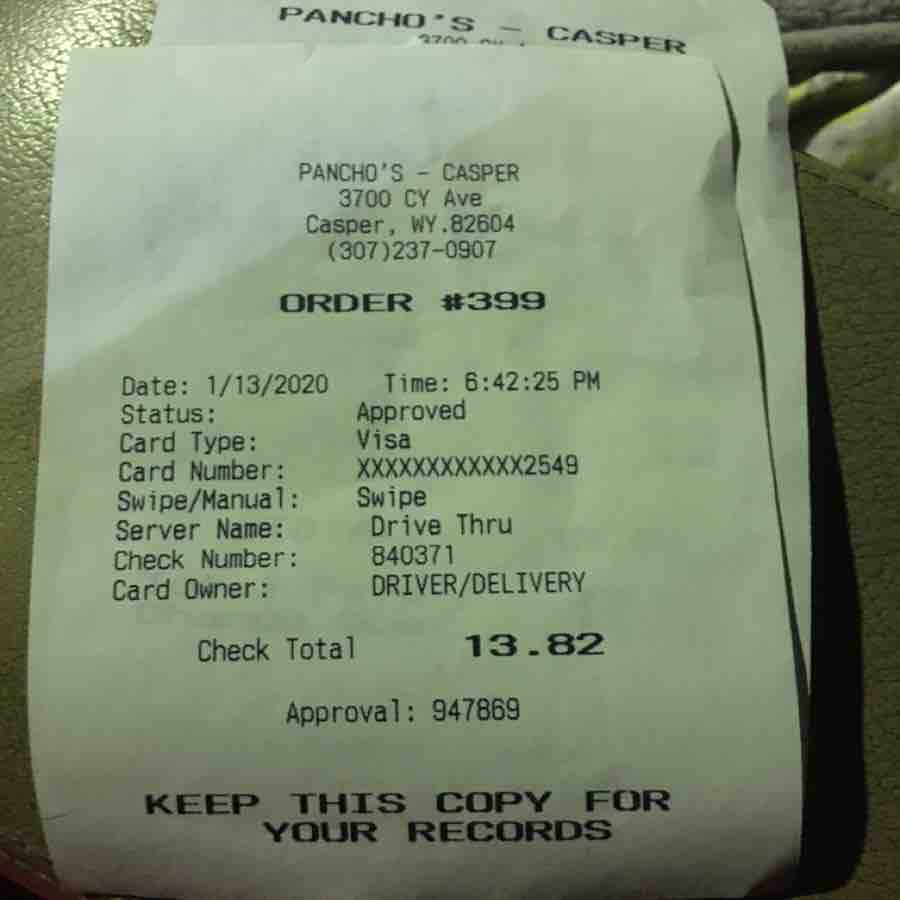 PANCHO'S - CASPER
PANCHO'S - CASPER
3700 CY Ave
Casper, WY.82604
(307)237-0907
ORDER #399
Date: 1/13/2020 Time: 6:42:25 PM
Status: Approved
Card Type: Visa
Card Number: XXXXXXXXXXXX2549
Swipe/Manual: Swipe
Server Name: Drive Thru
Check Number: 840371
Card Owner: DRIVER/DELIVERY
Check Total 13.82
Approval: 947869
KEEP THIS COPY FOR
YOUR RECORDS